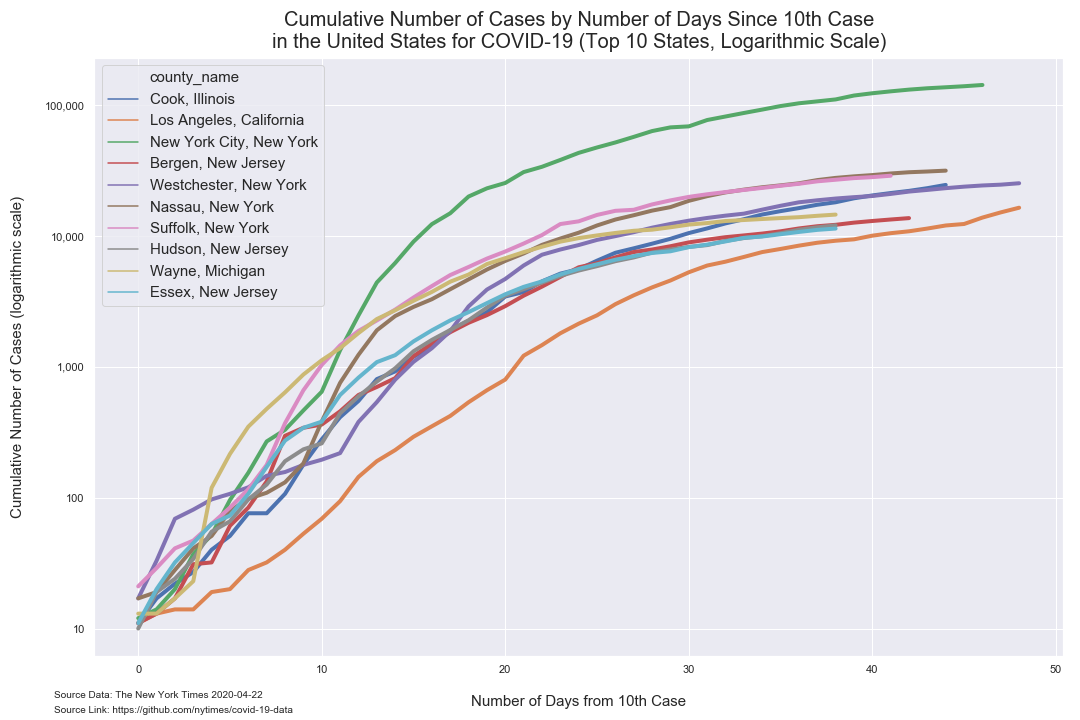 Cumulative Number of Cases by Number of Days Since 10th Case
in the United States for COVID-19 (Top 10 States, Logarithmic Scale)
county_name
Cook, Illinois
Los Angeles, California
New York City, New York
Bergen, New Jersey
Westchester, New York
Nassau, New York
Suffolk, New York
Hudson, New Jersey
Wayne, Michigan
Essex, New Jersey
Cumulative Number of Cases (logarithmic scale)
100,000
10,000
1,000
100
10
0
10
20
30
40
50
Number of Days from 10th Case
Source Data: The New York Times 2020-04-22
Source Link: https://github.com/nytimes/covid-19-data